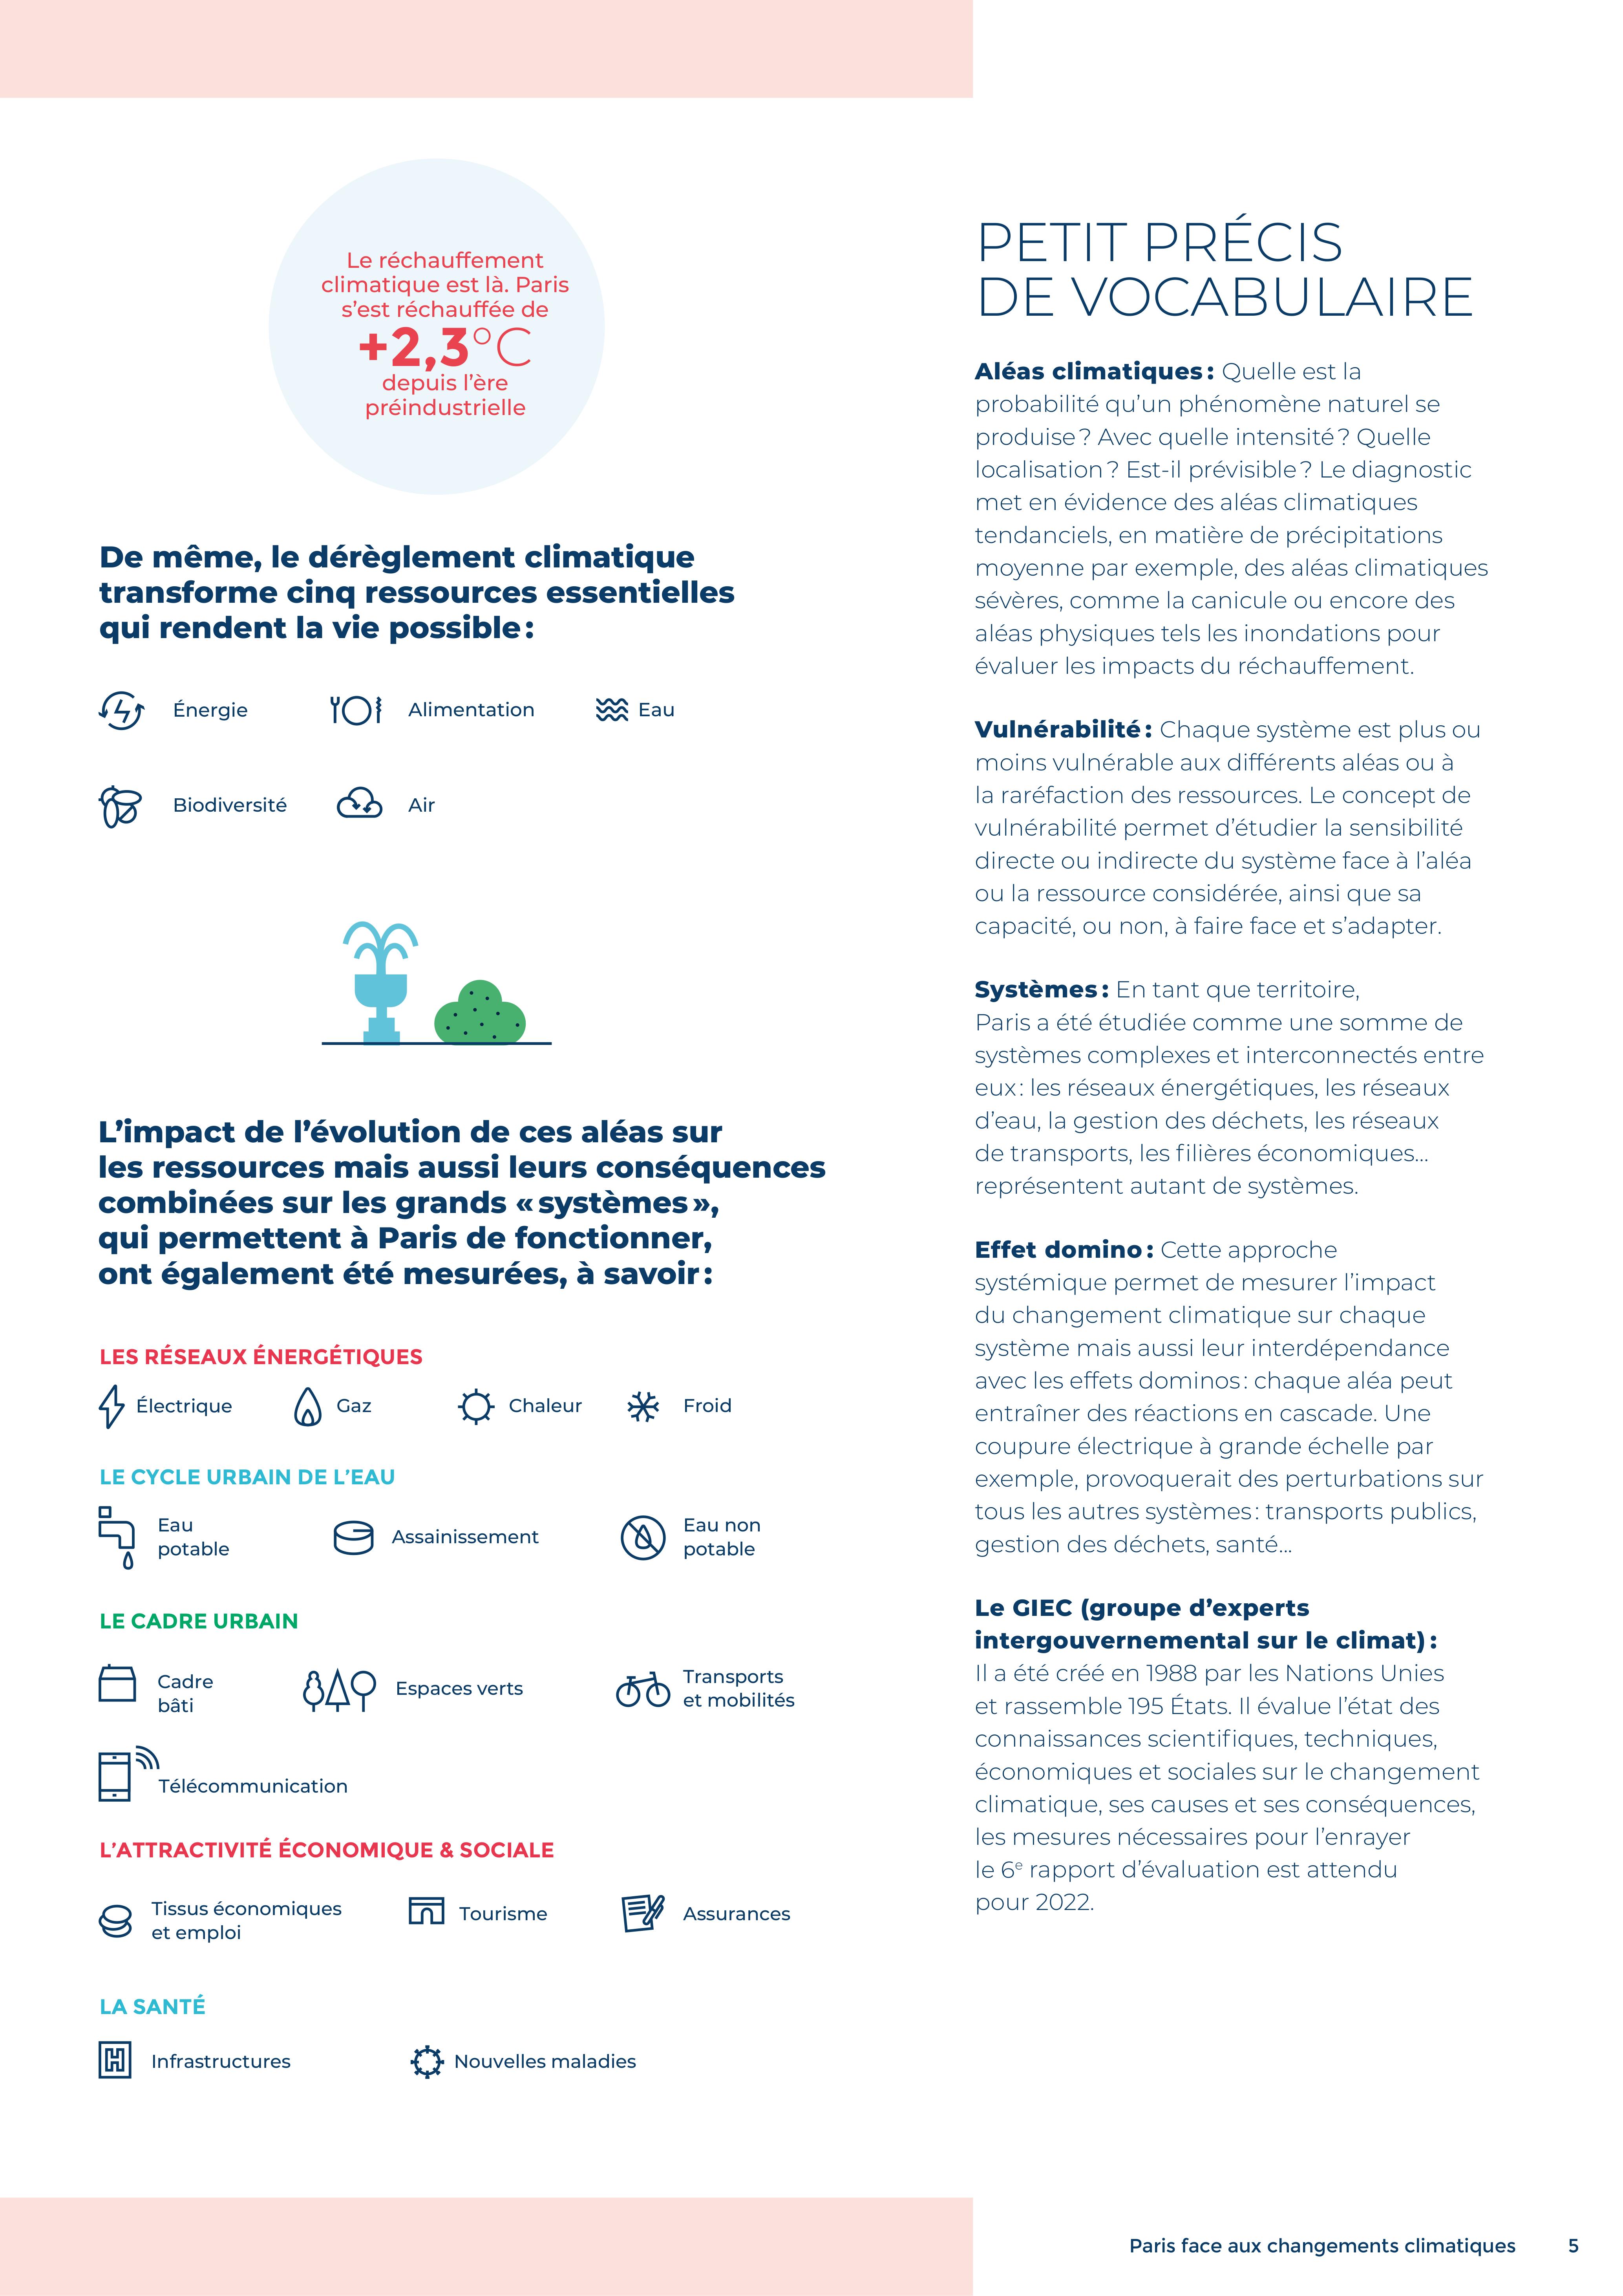 Le réchauffement
climatique est là. Paris
s’est réchauffée de
+2,3°C
depuis l’ère
préindustrielle
De même, le dérèglement climatique
transforme cinq ressources essentielles
qui rendent la vie possible :
Énergie
Alimentation
Eau
Biodiversité
Air
L’impact de l’évolution de ces aléas sur
les ressources mais aussi leurs conséquences
combinées sur les grands « systèmes »,
qui permettent à Paris de fonctionner,
ont également été mesurées, à savoir :
LES RÉSEAUX ÉNERGÉTIQUES
Électrique
Gaz
Chaleur
Froid
LE CYCLE URBAIN DE L’EAU
Eau
potable
Assainissement
Eau non
potable
LE CADRE URBAIN
Cadre
bâti
Espaces verts
Transports
et mobilités
Télécommunication
L’ATTRACTIVITÉ ÉCONOMIQUE & SOCIALE
Tissus économiques
et emploi
Tourisme
Assurances
LA SANTÉ
Infrastructures
Nouvelles maladies
PETIT PRÉCIS
DE VOCABULAIRE
Aléas climatiques : Quelle est la
probabilité qu’un phénomène naturel se
produise ? Avec quelle intensité ? Quelle
localisation ? Est-il prévisible ? Le diagnostic
met en évidence des aléas climatiques
tendanciels, en matière de précipitations
moyenne par exemple, des aléas climatiques
sévères, comme la canicule ou encore des
aléas physiques tels les inondations pour
évaluer les impacts du réchauffement.
Vulnérabilité : Chaque système est plus ou
moins vulnérable aux différents aléas ou à
la raréfaction des ressources. Le concept de
vulnérabilité permet d’étudier la sensibilité
directe ou indirecte du système face à l’aléa
ou la ressource considérée, ainsi que sa
capacité, ou non, à faire face et s’adapter.
Systèmes : En tant que territoire,
Paris a été étudiée comme une somme de
systèmes complexes et interconnectés entre
eux : les réseaux énergétiques, les réseaux
d’eau, la gestion des déchets, les réseaux
de transports, les filières économiques…
représentent autant de systèmes.
Effet domino : Cette approche
systémique permet de mesurer l’impact
du changement climatique sur chaque
système mais aussi leur interdépendance
avec les effets dominos : chaque aléa peut
entraîner des réactions en cascade. Une
coupure électrique à grande échelle par
exemple, provoquerait des perturbations sur
tous les autres systèmes : transports publics,
gestion des déchets, santé…
Le GIEC (groupe d’experts
intergouvernemental sur le climat) :
Il a été créé en 1988 par les Nations Unies
et rassemble 195 États. Il évalue l’état des
connaissances scientifiques, techniques,
économiques et sociales sur le changement
climatique, ses causes et ses conséquences,
les mesures nécessaires pour l’enrayer
le 6e rapport d’évaluation est attendu
pour 2022.
Paris face aux changements climatiques 5